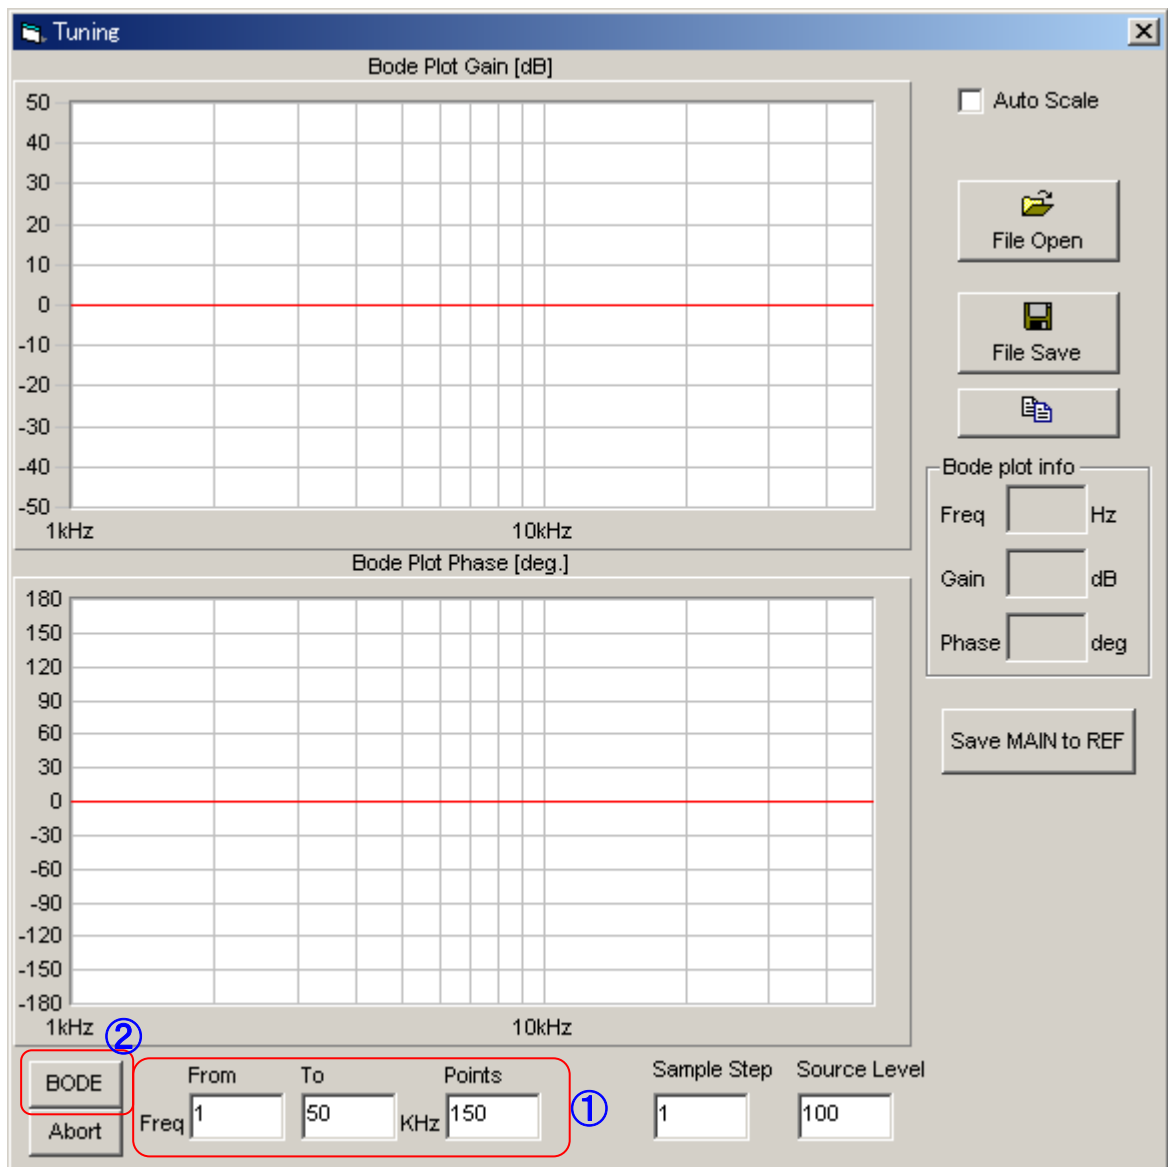 Tuning
Bode Plot Gain [dB]
50
40
30
20
10
0
-10
-20
-30
-40
-50
1kHz 10kHz
Auto Scale
File Open
File Save
Bode plot info
Freq Hz
Gain dB
Phase deg
Save MAIN to REF
Bode Plot Phase [deg.]
180
150
120
90
60
30
0
-30
-60
-90
-120
-150
-180
1kHz 10kHz
②
BODE
Abort
From To Points
Freq 1 50 KHz 150
①
Sample Step Source Level
1 100